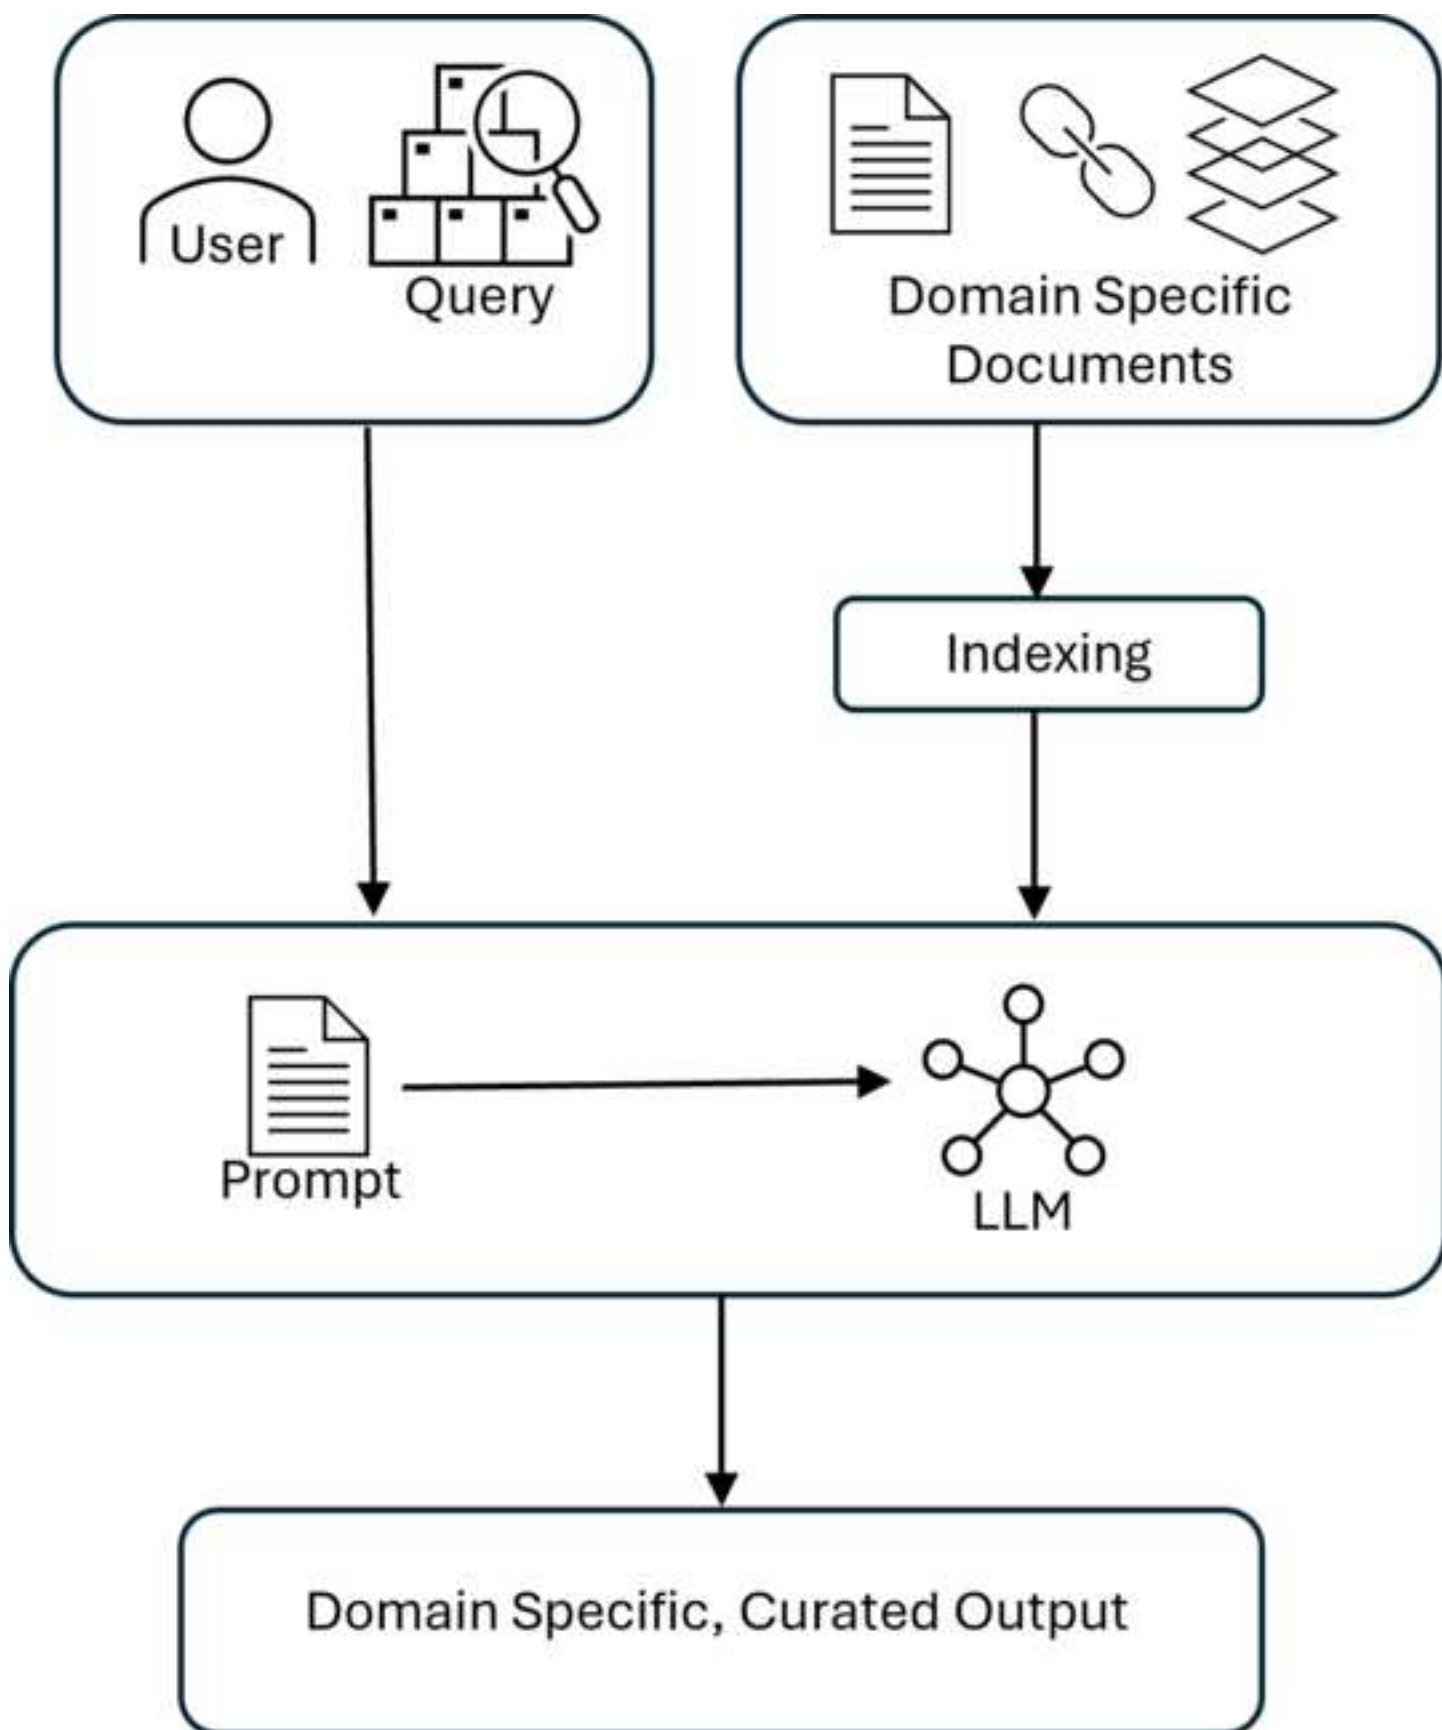 User
Query
Domain Specific
Documents
Indexing
Prompt
LLM
Domain Specific, Curated Output